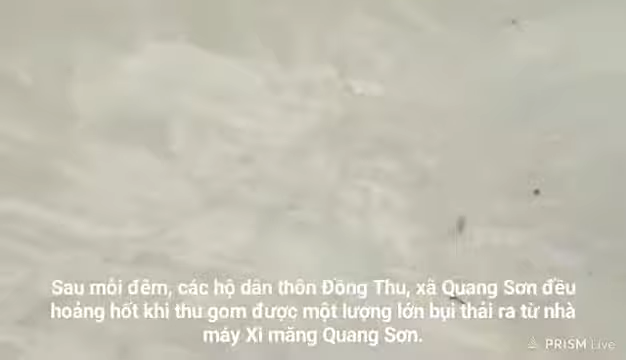 Sau mỗi đêm, các hộ dân thôn Đồng Thu, xã Quang Sơn đều
hoảng hốt khi thu gom được một lượng lớn bụi thải ra từ nhà
máy Xi măng Quang Sơn.
PRISM Live